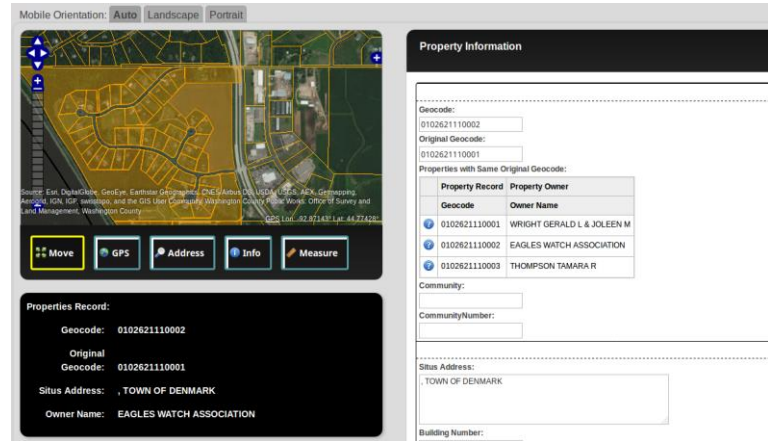 Mobile Orientation: Auto Landscape Portrait
Source: Esri, DigitalGlobe, GeoEye, Earthstar Geographics, CNES/Airbus DS, USDA, USGS, AEX, Getmapping,
Aerogrid, IGN, IGP, swisstopo, and the GIS User Community Washington County Public Works: Office of Survey and
Land Management, Washington County
GPS Lon: -92.97143° Lat: 44.77428°
Move GPS Address Info Measure
Properties Record:
Geocode: 0102621110002
Original
Geocode: 0102621110001
Situs Address: , TOWN OF DENMARK
Owner Name: EAGLES WATCH ASSOCIATION
Property Information
Geocode:
0102621110002
Original Geocode:
0102621110001
Properties with Same Original Geocode:
Property Record Property Owner
Geocode Owner Name
0102621110001 WRIGHT GERALD L & JOLEEN M
0102621110002 EAGLES WATCH ASSOCIATION
0102621110003 THOMPSON TAMARA R
Community:
CommunityNumber:
Situs Address:
, TOWN OF DENMARK
Building Number: